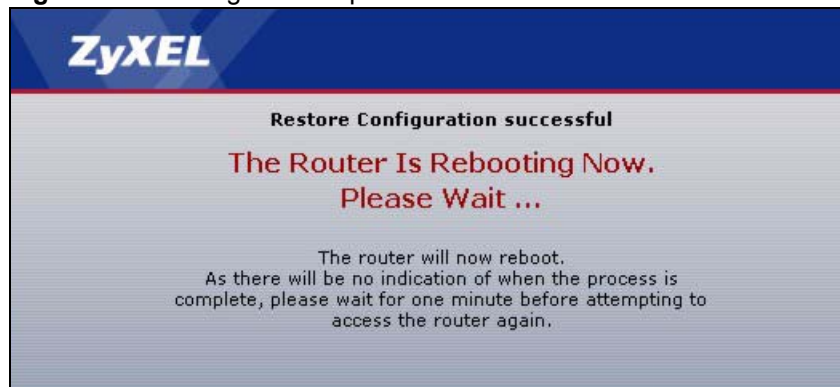 ZyXEL
Restore Configuration successful
The Router Is Rebooting Now.
Please Wait ...
The router will now reboot.
As there will be no indication of when the process is
complete, please wait for one minute before attempting to
access the router again.